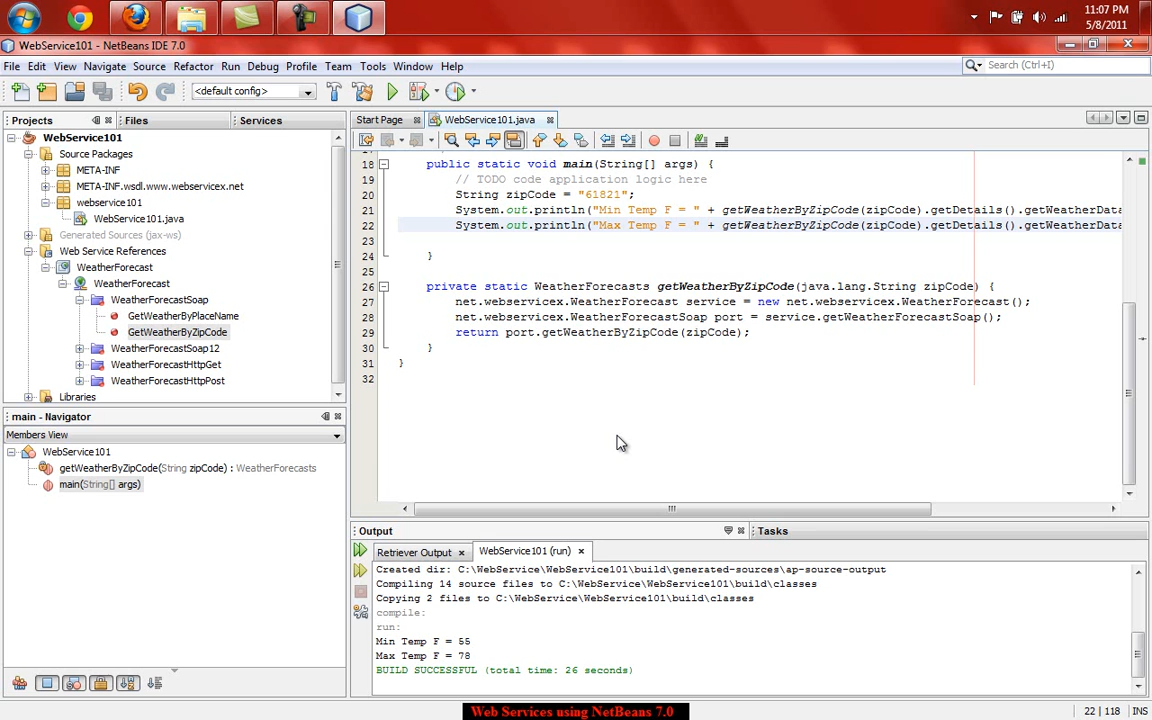 11:07 PM
5/8/2011
WebService101 - NetBeans IDE 7.0
File Edit View Navigate Source Refactor Run Debug Profile Team Tools Window Help
Search (Ctrl+I)
<default config>
Projects Files Services
Start Page WebService101.java
WebService101
Source Packages
META-INF
META-INF.wsdl.www.webservicex.net
webservice101
WebService101.java
Generated Sources (jax-ws)
Web Service References
WeatherForecast
WeatherForecast
WeatherForecastSoap
GetWeatherByPlaceName
GetWeatherByZipCode
WeatherForecastSoap12
WeatherForecastHttpGet
WeatherForecastHttpPost
Libraries
18 public static void main(String[] args) {
19 // TODO code application logic here
20 String zipCode = "61821";
21 System.out.println("Min Temp F = " + getWeatherByZipCode(zipCode).getDetails().getWeatherData
22 System.out.println("Max Temp F = " + getWeatherByZipCode(zipCode).getDetails().getWeatherData
23
24 }
25
26 private static WeatherForecasts getWeatherByZipCode(java.lang.String zipCode) {
27 net.webservicex.WeatherForecast service = new net.webservicex.WeatherForecast();
28 net.webservicex.WeatherForecastSoap port = service.getWeatherForecastSoap();
29 return port.getWeatherByZipCode(zipCode);
30 }
31 }
32
main - Navigator
Members View
WebService101
getWeatherByZipCode(String zipCode) : WeatherForecasts
main(String[] args)
Output Tasks
Retriever Output WebService101 (run)
Created dir: C:\WebService\WebService101\build\generated-sources\ap-source-output
Compiling 14 source files to C:\WebService\WebService101\build\classes
Copying 2 files to C:\WebService\WebService101\build\classes
compile:
run:
Min Temp F = 55
Max Temp F = 78
BUILD SUCCESSFUL (total time: 26 seconds)
22 | 118 INS
Web Services using NetBeans 7.0